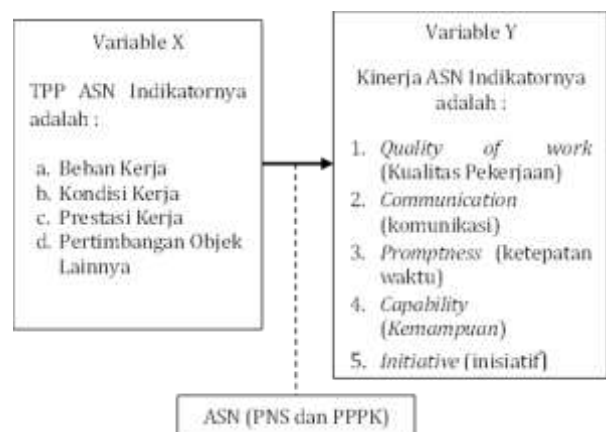 Variable X
TPP ASN Indikatornya
adalah :
a. Beban Kerja
b. Kondisi Kerja
c. Prestasi Kerja
d. Pertimbangan Objek
Lainnya
Variable Y
Kinerja ASN Indikatornya
adalah :
1. Quality of work
(Kualitas Pekerjaan)
2. Communication
(komunikasi)
3. Promptness (ketepatan
waktu)
4. Capability
(Kemampuan)
5. Initiative (inisiatif)
ASN (PNS dan PPPK)